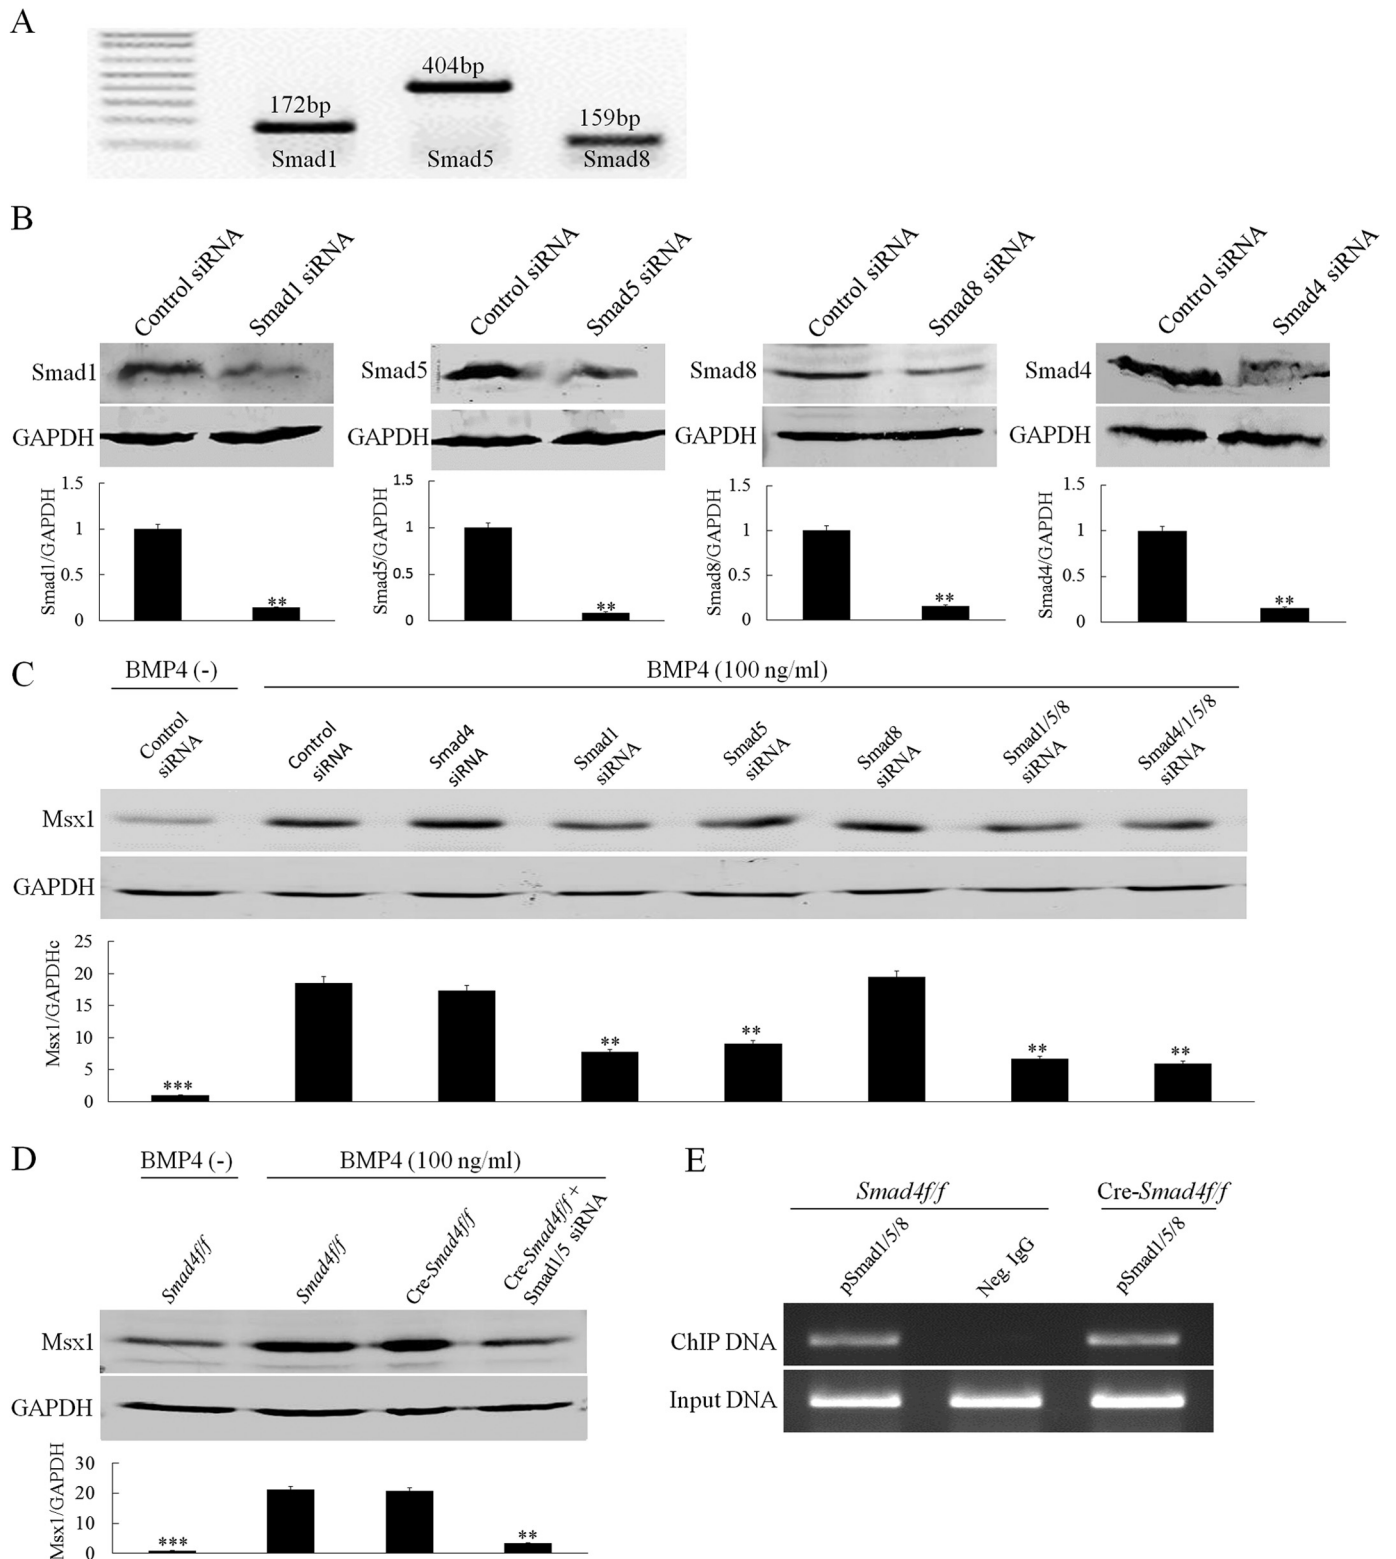 A
404bp
172bp
159bp
Smad1
Smad5
Smad8
B
Control siRNA
Smad1 siRNA
Control siRNA
Smad5 siRNA
Control siRNA
Smad8 siRNA
Control siRNA
Smad4 siRNA
Smad1
Smad5
Smad8
Smad4
GAPDH
GAPDH
GAPDH
GAPDH
Smad1/GAPDH
1.5
1
0.5
0
**
Smad5/GAPDH
1.5
1
0.5
0
**
Smad8/GAPDH
1.5
1
0.5
0
**
Smad4/GAPDH
1.5
1
0.5
0
**
C
BMP4 (-)
BMP4 (100 ng/ml)
Control
siRNA
Control
siRNA
Smad4
siRNA
Smad1
siRNA
Smad5
siRNA
Smad8
siRNA
Smad1/5/8
siRNA
Smad4/1/5/8
siRNA
Msx1
GAPDH
Msx1/GAPDHc
25
20
15
10
5
0
***
**
**
**
**
D
BMP4 (-)
BMP4 (100 ng/ml)
Smad4f/f
Smad4f/f
Cre-Smad4f/f
Cre-Smad4f/f +
Smad1/5 siRNA
Msx1
GAPDH
Msx1/GAPDH
30
20
10
0
***
**
E
Smad4f/f
Cre-Smad4f/f
pSmad1/5/8
Neg. IgG
pSmad1/5/8
ChIP DNA
Input DNA